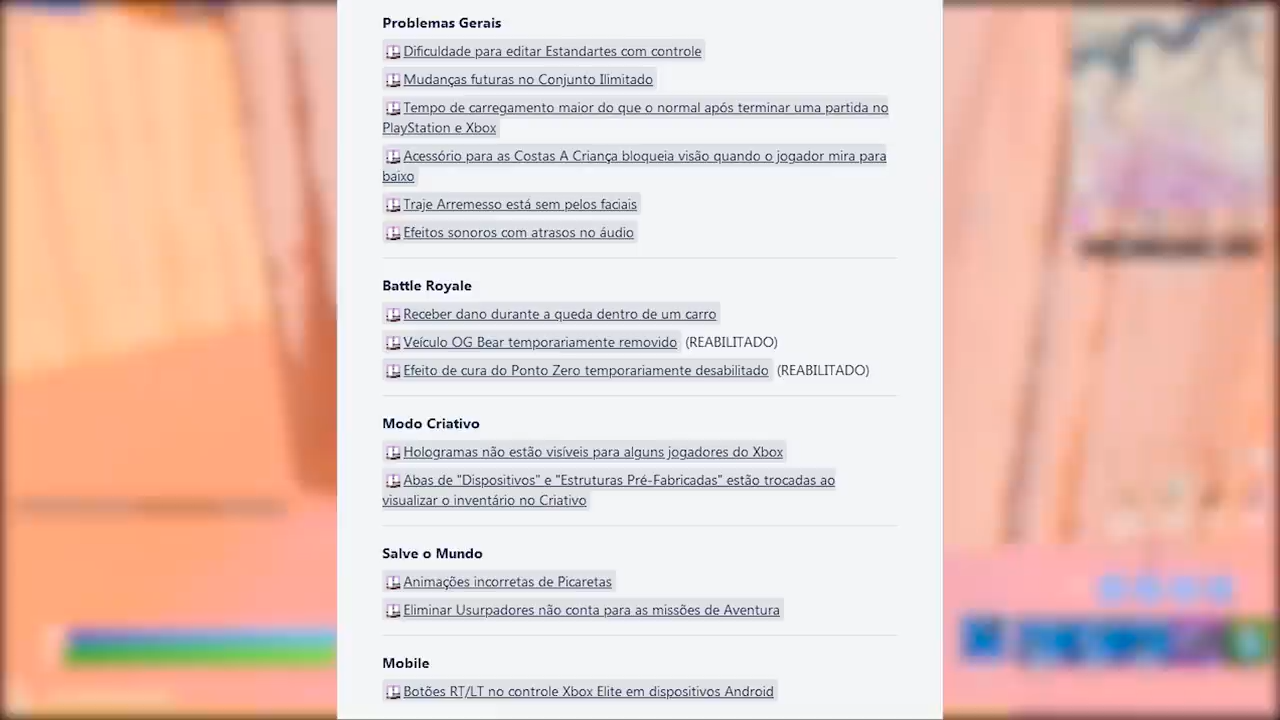 Problemas Gerais
Dificuldade para editar Estandartes com controle
Mudanças futuras no Conjunto Ilimitado
Tempo de carregamento maior do que o normal após terminar uma partida no
PlayStation e Xbox
Acessório para as Costas A Criança bloqueia visão quando o jogador mira para
baixo
Traje Arremesso está sem pelos faciais
Efeitos sonoros com atrasos no áudio
Battle Royale
Receber dano durante a queda dentro de um carro
Veículo OG Bear temporariamente removido (REABILITADO)
Efeito de cura do Ponto Zero temporariamente desabilitado (REABILITADO)
Modo Criativo
Hologramas não estão visíveis para alguns jogadores do Xbox
Abas de "Dispositivos" e "Estruturas Pré-Fabricadas" estão trocadas ao
visualizar o inventário no Criativo
Salve o Mundo
Animações incorretas de Picaretas
Eliminar Usurpadores não conta para as missões de Aventura
Mobile
Botões RT/LT no controle Xbox Elite em dispositivos Android